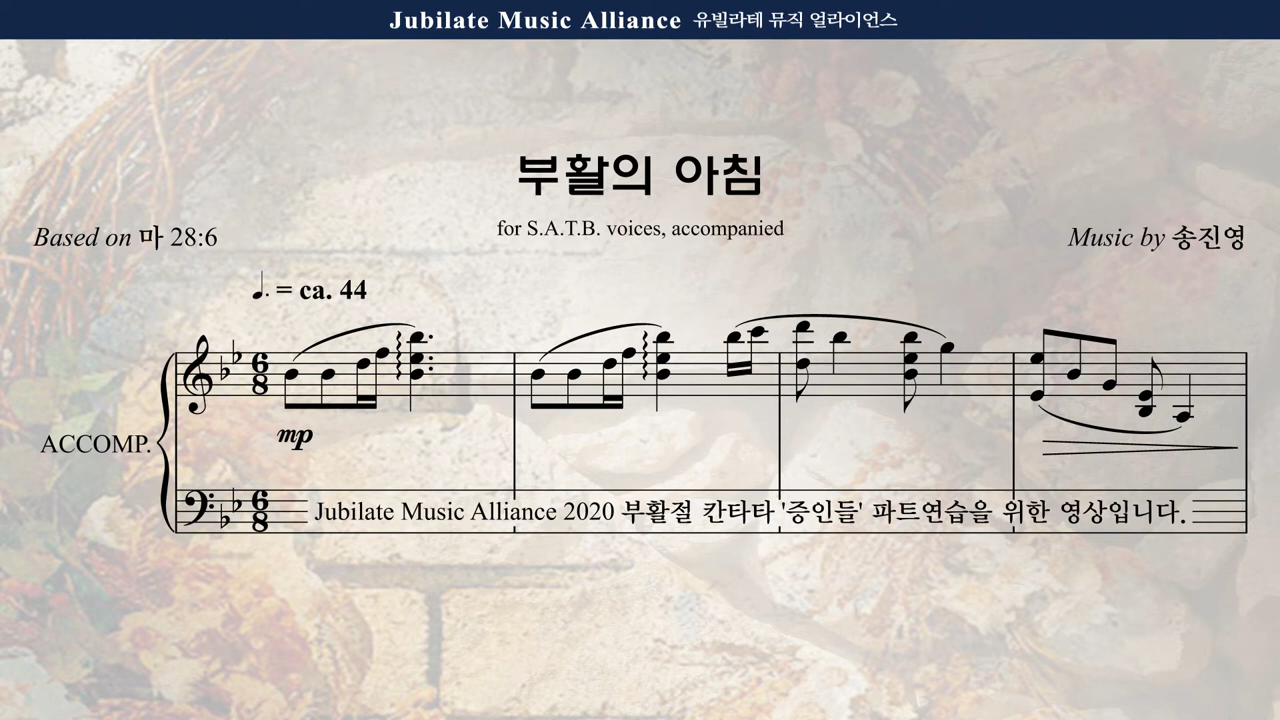 Jubilate Music Alliance 유빌라테 뮤직 얼라이언스
부활의 아침
for S.A.T.B. voices, accompanied
Based on 마 28:6
Music by 송진영
♩. = ca. 44
6
8
mp
ACCOMP.
6
8
Jubilate Music Alliance 2020 부활절 칸타타 '증인들' 파트연습을 위한 영상입니다.